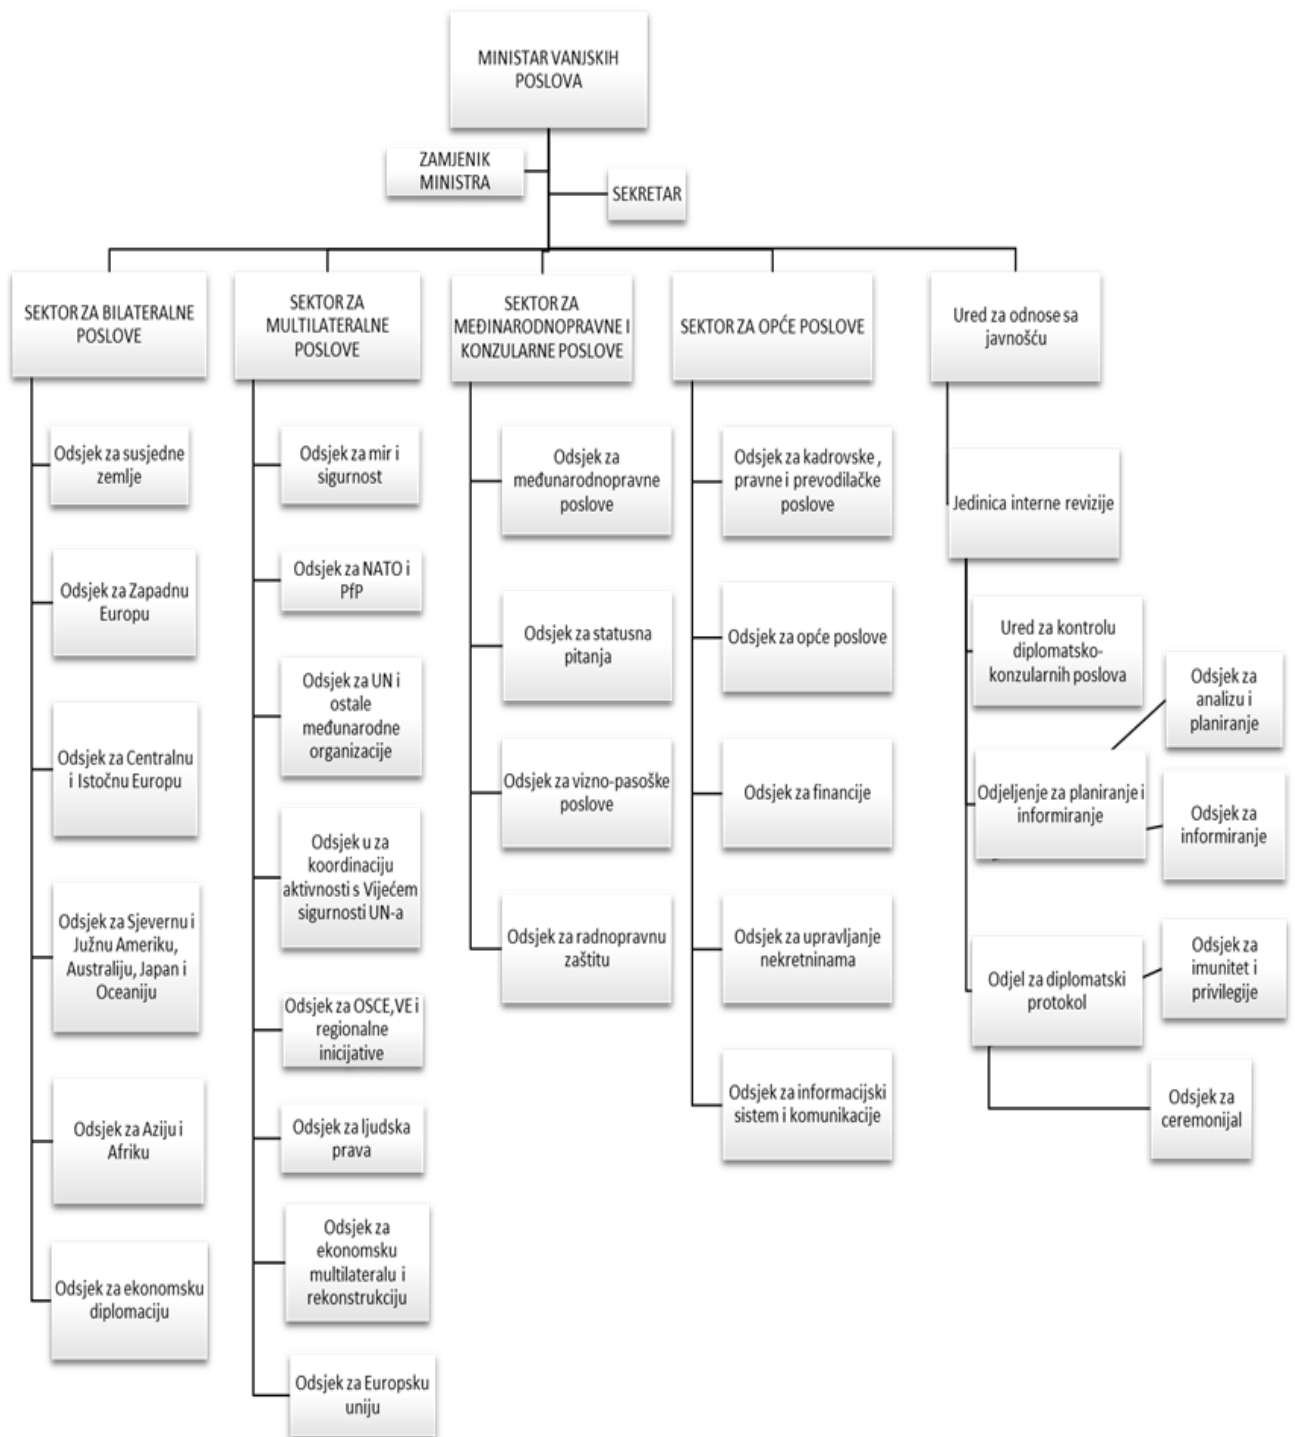 MINISTAR VANJSKIH
POSLOVA
ZAMJENIK
MINISTRA
SEKRETAR
SEKTOR ZA BILATERALNE
POSLOVE
SEKTOR ZA
MULTILATERALNE
POSLOVE
SEKTOR ZA
MEĐINARODNOPRAVNE I
KONZULARNE POSLOVE
SEKTOR ZA OPĆE POSLOVE
Ured za odnose sa
javnošću
Odsjek za susjedne
zemlje
Odsjek za Zapadnu
Europu
Odsjek za Centralnu
i Istočnu Europu
Odsjek za Sjevernu i
Južnu Ameriku,
Australiju, Japan i
Oceaniju
Odsjek za Aziju i
Afriku
Odsjek za ekonomsku
diplomaciju
Odsjek za mir i
sigurnost
Odsjek za NATO i
PfP
Odsjek za UN i
ostale
međunarodne
organizacije
Odsjek u za
koordinaciju
aktivnosti s Vijećem
sigurnosti UN-a
Odsjek za OSCE,VE i
regionalne
inicijative
Odsjek za ljudska
prava
Odsjek za
ekonomsku
multilateralu i
rekonstrukciju
Odsjek za Europsku
uniju
Odsjek za
međunarodnopravne
poslove
Odsjek za statusna
pitanja
Odsjek za vizno-pasoške
poslove
Odsjek za radnopravnu
zaštitu
Odsjek za kadrovske ,
pravne i prevodilačke
poslove
Odsjek za opće poslove
Odsjek za financije
Odsjek za upravljanje
nekretninama
Odsjek za informacijski
sistem i komunikacije
Jedinica interne revizije
Ured za kontrolu
diplomatsko-
konzularnih poslova
Odjeljenje za planiranje i
informiranje
Odsjek za
analizu i
planiranje
Odsjek za
informiranje
Odjel za diplomatski
protokol
Odsjek za
imunitet i
privilegije
Odsjek za
ceremonijal